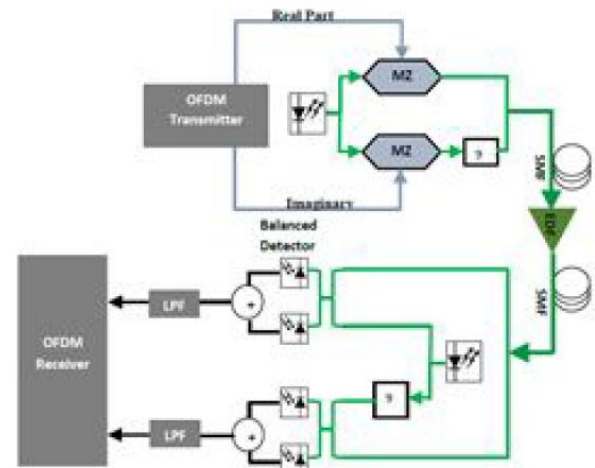 Real Part
MZ
OFDM
Transmitter
MZ
?
SMF
Imaginary
Balanced
Detector
EDF
SMF
+
LPF
OFDM
Receiver
?
+
LPF